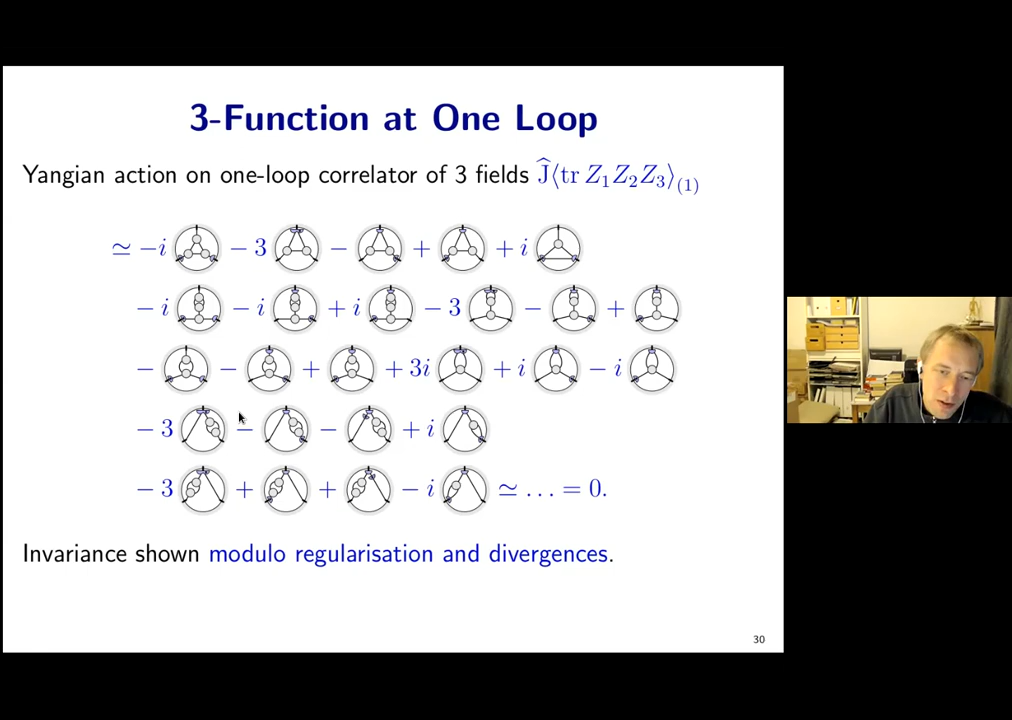 3-Function at One Loop
Yangian action on one-loop correlator of 3 fields Ĵ⟨tr Z₁Z₂Z₃⟩₍₁₎
≃ −i − 3 − + + i
− i − i + i − 3 − +
− − + + 3i + i − i
− 3 − − + i
− 3 + + − i ≃ … = 0.
Invariance shown modulo regularisation and divergences.
30